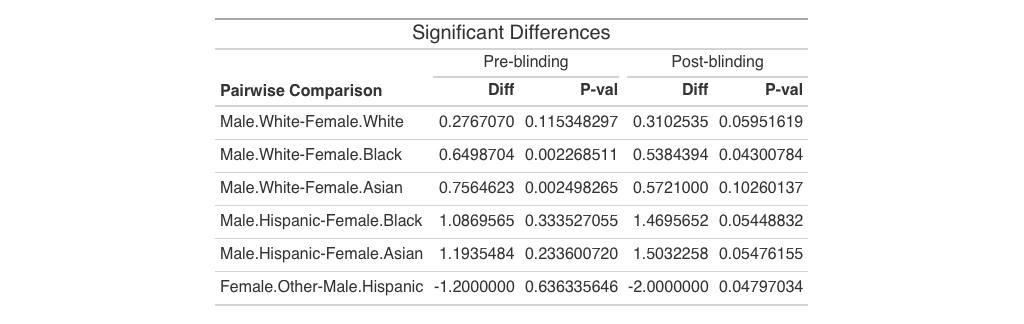 Significant Differences
Pre-blinding Post-blinding
Pairwise Comparison Diff P-val Diff P-val
Male.White-Female.White 0.2767070 0.115348297 0.3102535 0.05951619
Male.White-Female.Black 0.6498704 0.002268511 0.5384394 0.04300784
Male.White-Female.Asian 0.7564623 0.002498265 0.5721000 0.10260137
Male.Hispanic-Female.Black 1.0869565 0.333527055 1.4695652 0.05448832
Male.Hispanic-Female.Asian 1.1935484 0.233600720 1.5032258 0.05476155
Female.Other-Male.Hispanic -1.2000000 0.636335646 -2.0000000 0.04797034